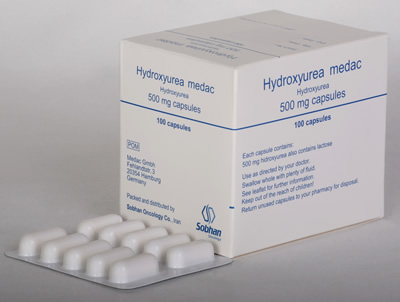 Hydroxyurea medac
Hydroxyurea
500 mg capsules
100 capsules
POM
Medac Gmbh
Fehlandtstr. 3
20354 Hamburg
Germany
Packed and distributed by
Sobhan Oncology Co., Iran
Sobhan
Hydroxyurea medac
Hydroxyurea
500 mg capsules
100 capsules
Each capsule contains:
500 mg hidroxyurea also contains lactose
Use as directed by your doctor.
Swallow whole with plenty of fluid.
See leaflet for further information.
Keep out of the reach of children!
Return unused capsules to your pharmacy for disposal.